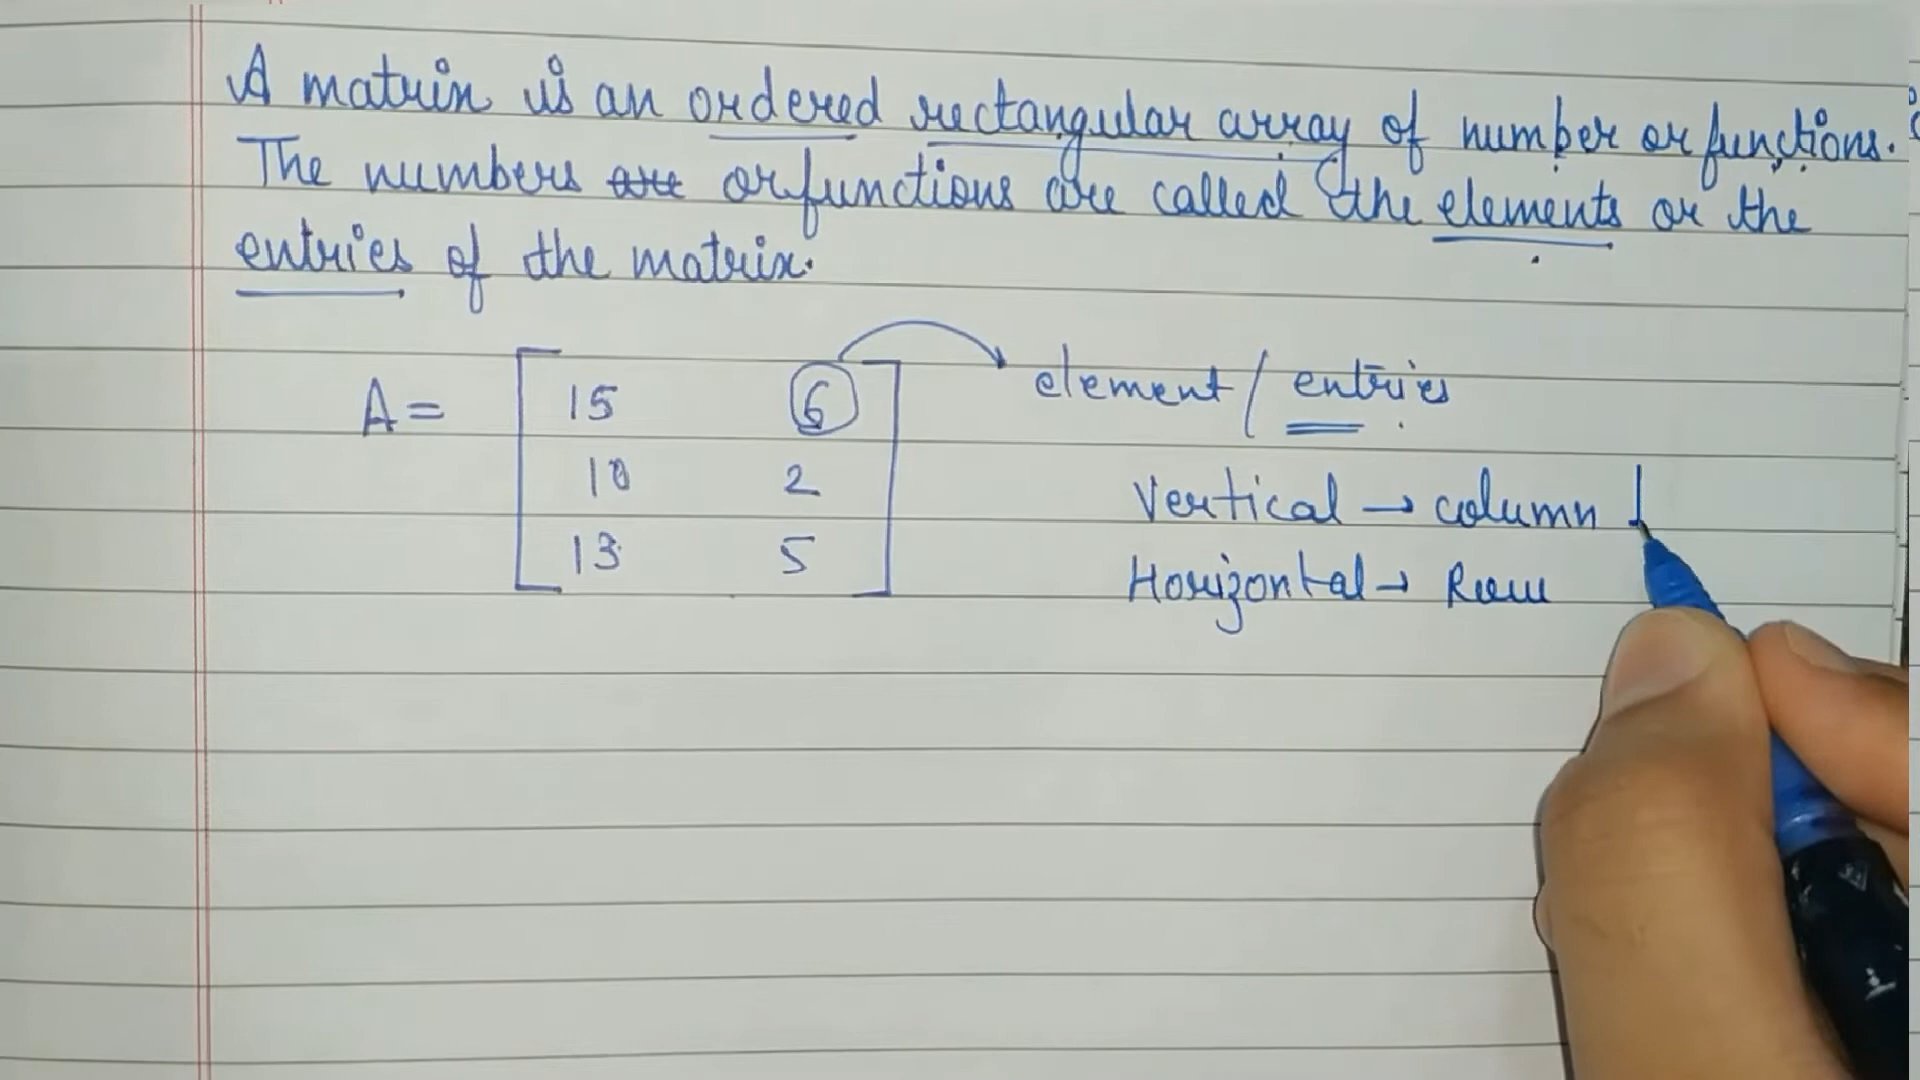 A matrix is an ordered rectangular array of number or functions.
The numbers are or functions are called the elements or the
entries of the matrix.
A = [ 15 6
10 2
13 5 ]
element / entries
Vertical → column ↓
Horizontal → Row